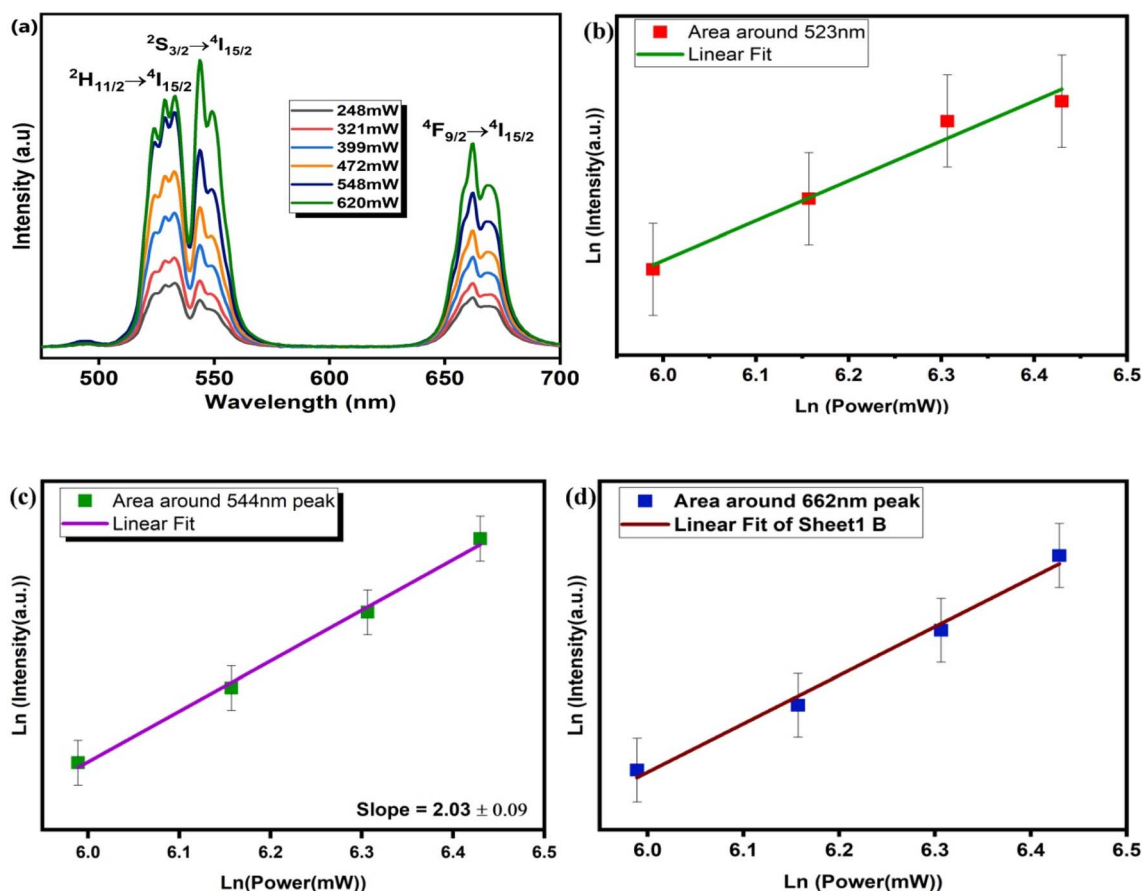 (a)
²S₃/₂→⁴I₁₅/₂
²H₁₁/₂→⁴I₁₅/₂
⁴F₉/₂→⁴I₁₅/₂
248mW
321mW
399mW
472mW
548mW
620mW
Intensity (a.u)
500 550 600 650 700
Wavelength (nm)
(b)
Area around 523nm
Linear Fit
Ln (Intensity(a.u.))
6.0 6.1 6.2 6.3 6.4 6.5
Ln (Power(mW))
(c)
Area around 544nm peak
Linear Fit
Ln (Intensity(a.u.))
Slope = 2.03 ± 0.09
6.0 6.1 6.2 6.3 6.4 6.5
Ln(Power(mW))
(d)
Area around 662nm peak
Linear Fit of Sheet1 B
Ln (Intensity(a.u.))
6.0 6.1 6.2 6.3 6.4 6.5
Ln (Power(mW))